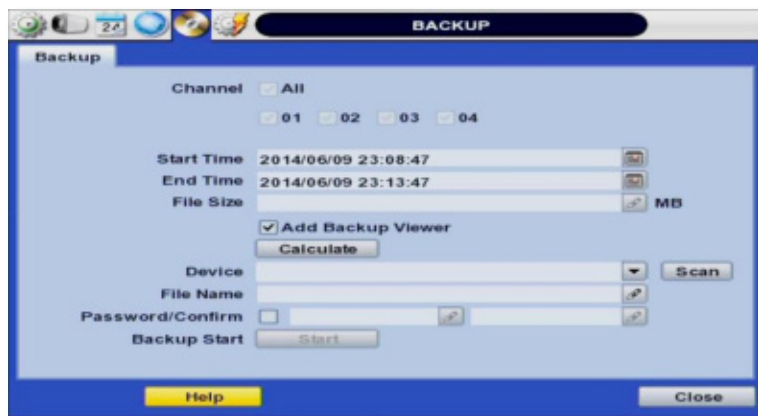 24
BACKUP
Backup
Channel All
01 02 03 04
Start Time 2014/06/09 23:08:47
End Time 2014/06/09 23:13:47
File Size MB
Add Backup Viewer
Calculate
Device Scan
File Name
Password/Confirm
Backup Start Start
Help Close